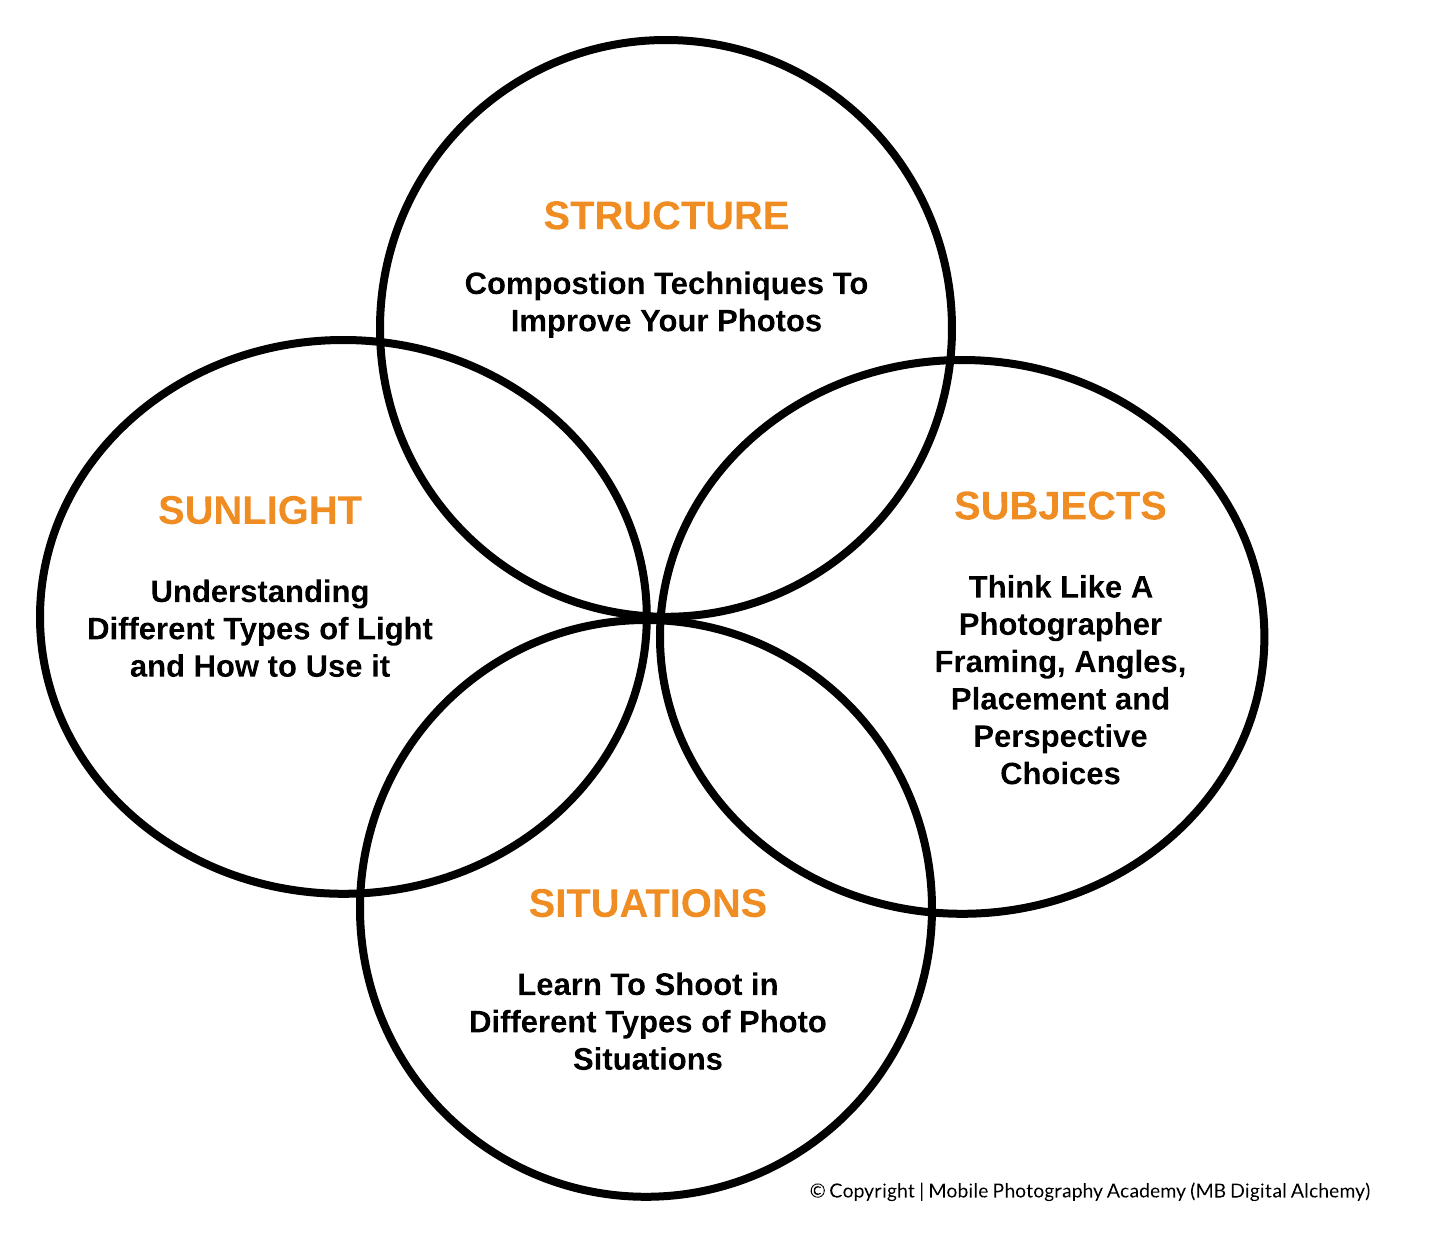 STRUCTURE
Compostion Techniques To
Improve Your Photos
SUNLIGHT
Understanding
Different Types of Light
and How to Use it
SUBJECTS
Think Like A
Photographer
Framing, Angles,
Placement and
Perspective
Choices
SITUATIONS
Learn To Shoot in
Different Types of Photo
Situations
© Copyright | Mobile Photography Academy (MB Digital Alchemy)